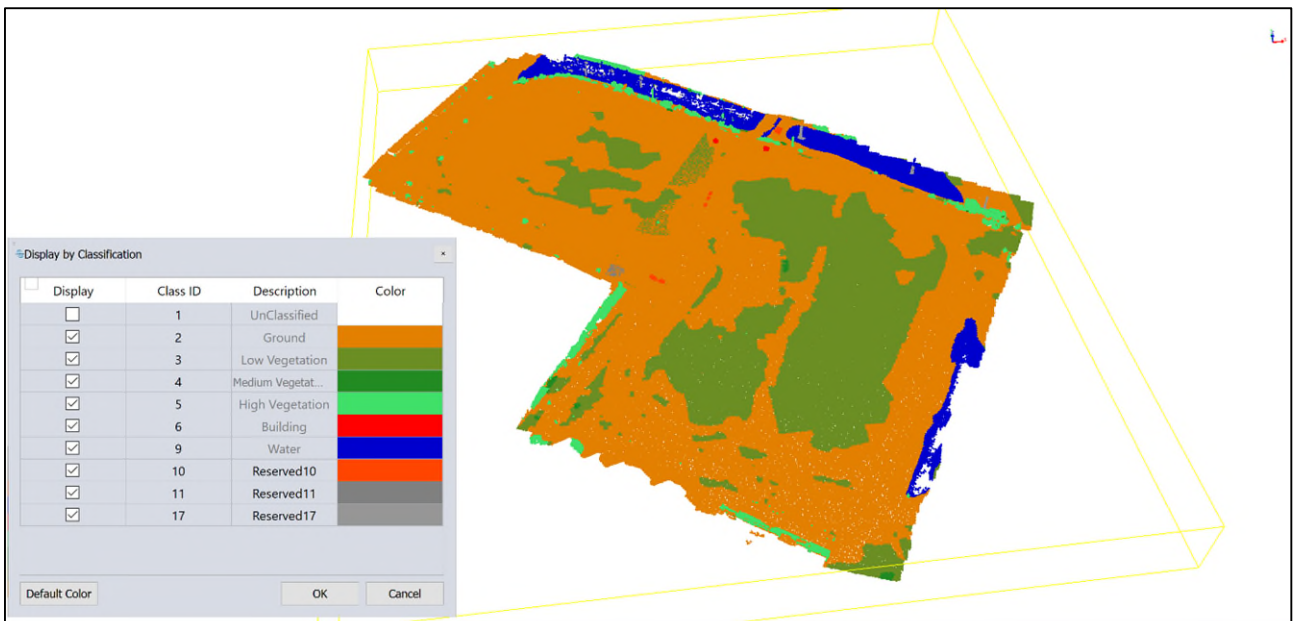 Display by Classification ×
Display Class ID Description Color
1 UnClassified
2 Ground
3 Low Vegetation
4 Medium Vegetat...
5 High Vegetation
6 Building
9 Water
10 Reserved10
11 Reserved11
17 Reserved17
Default Color OK Cancel